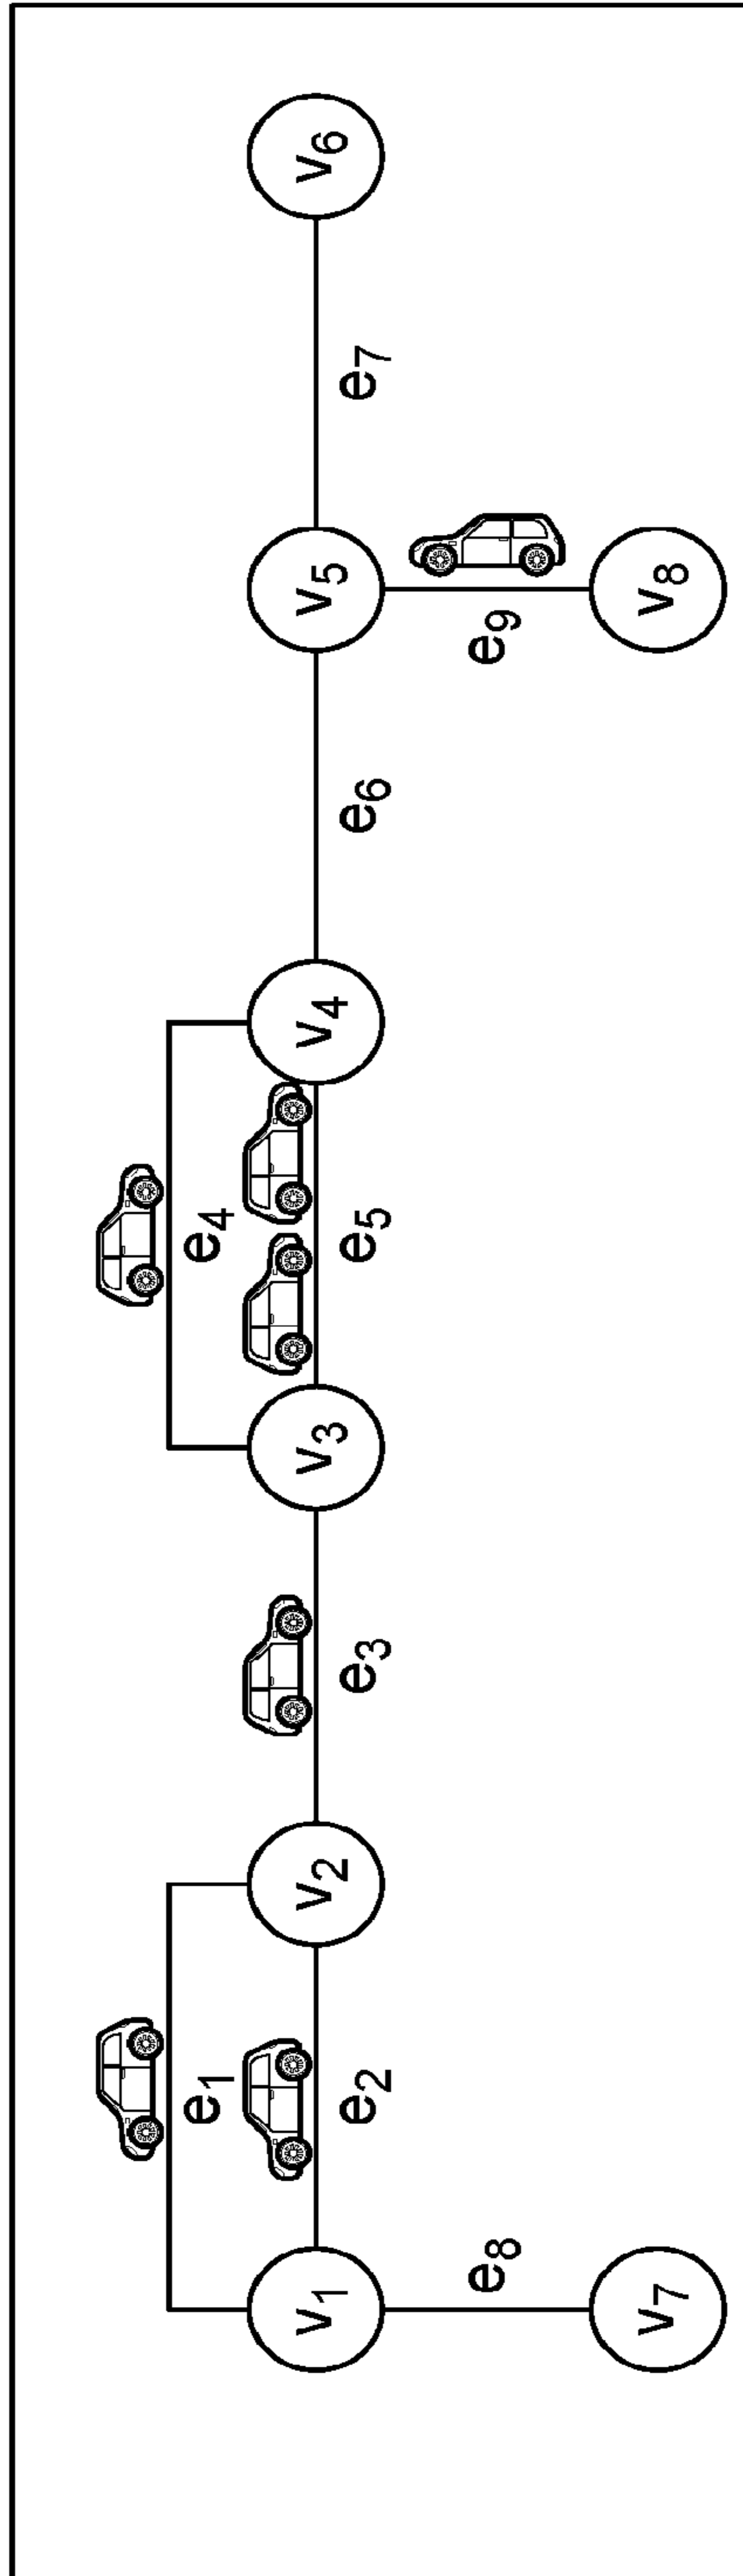 e₁
e₄
v₁
e₂
v₂
e₃
v₃
e₅
v₄
e₆
v₅
e₇
v₆
e₈
e₉
v₇
v₈